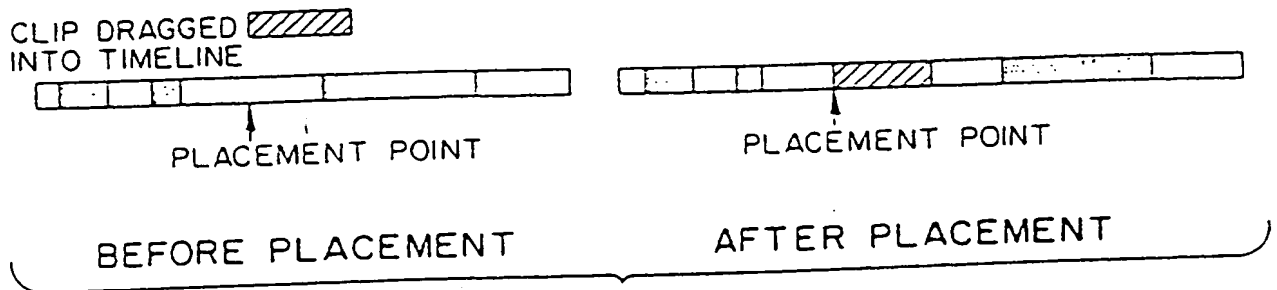 CLIP DRAGGED
INTO TIMELINE
PLACEMENT POINT
PLACEMENT POINT
BEFORE PLACEMENT
AFTER PLACEMENT